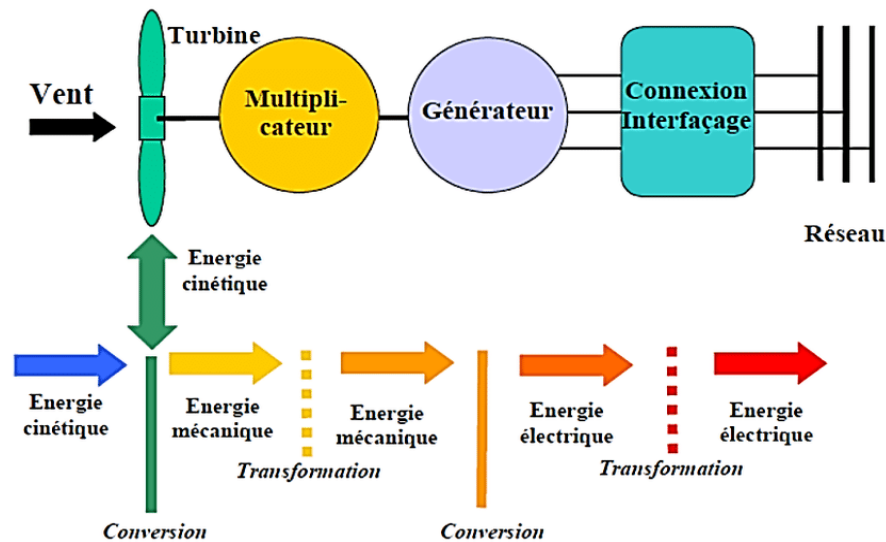 Turbine
Vent
Multipli-
cateur
Générateur
Connexion
Interfaçage
Réseau
Energie
cinétique
Energie
cinétique
Energie
mécanique
Transformation
Energie
mécanique
Energie
électrique
Transformation
Energie
électrique
Conversion
Conversion